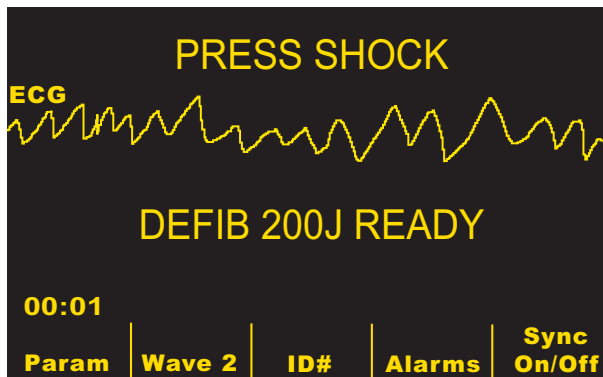 PRESS SHOCK
ECG
DEFIB 200J READY
00:01
Param Wave 2 ID# Alarms Sync On/Off